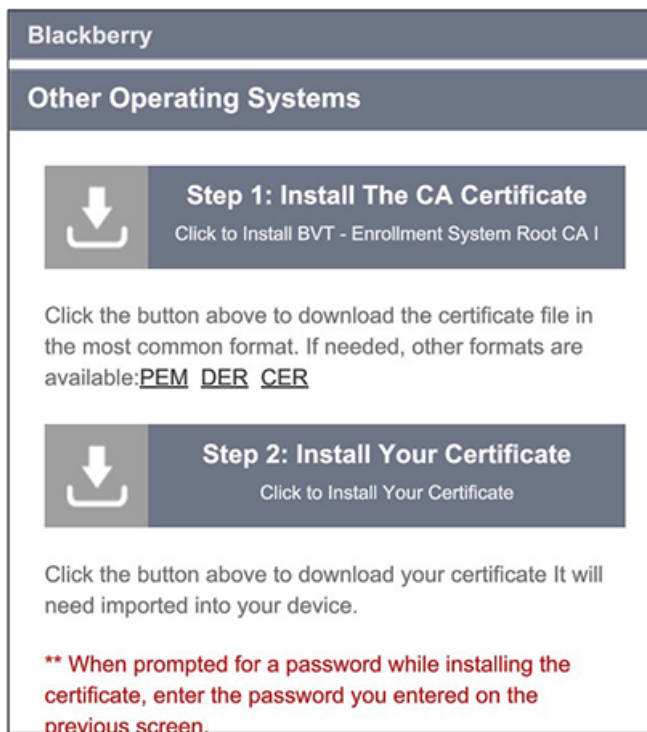 Blackberry
Other Operating Systems
Step 1: Install The CA Certificate
Click to Install BVT - Enrollment System Root CA I
Click the button above to download the certificate file in
the most common format. If needed, other formats are
available:PEM DER CER
Step 2: Install Your Certificate
Click to Install Your Certificate
Click the button above to download your certificate It will
need imported into your device.
** When prompted for a password while installing the
certificate, enter the password you entered on the
previous screen.